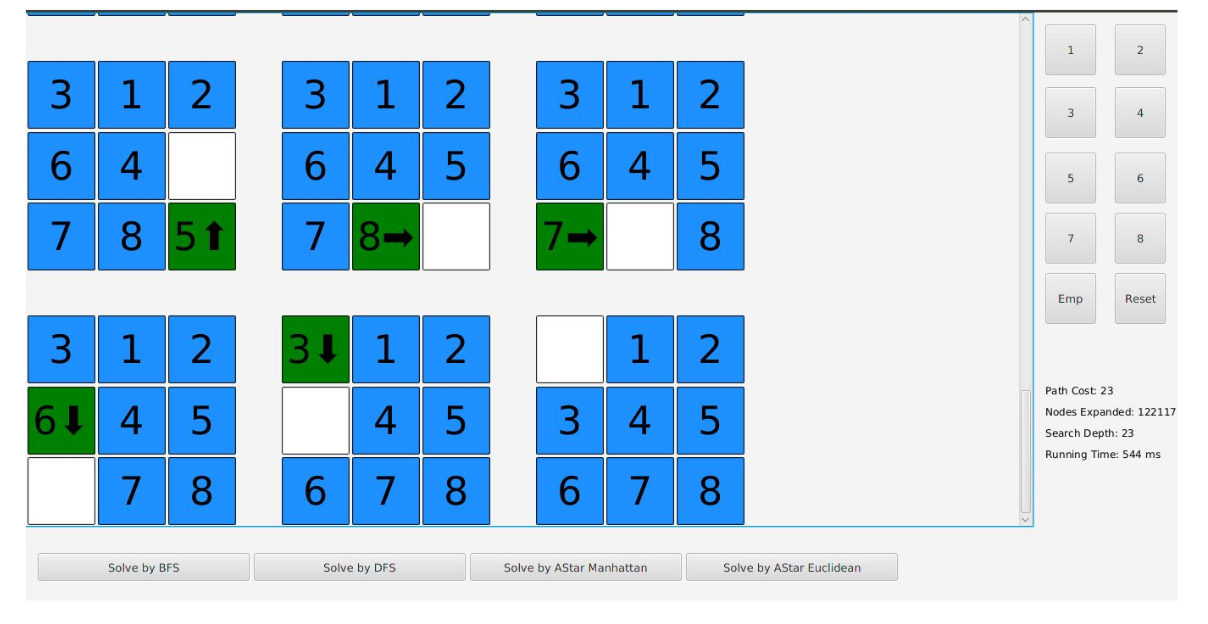 3 1 2 3 1 2 3 1 2
6 4 6 4 5 6 4 5
7 8 5⬆ 7 8➡ 7➡ 8
3 1 2 3⬇ 1 2 1 2
6⬇ 4 5 4 5 3 4 5
7 8 6 7 8 6 7 8
1 2
3 4
5 6
7 8
Emp Reset
Path Cost: 23
Nodes Expanded: 122117
Search Depth: 23
Running Time: 544 ms
Solve by BFS Solve by DFS Solve by AStar Manhattan Solve by AStar Euclidean